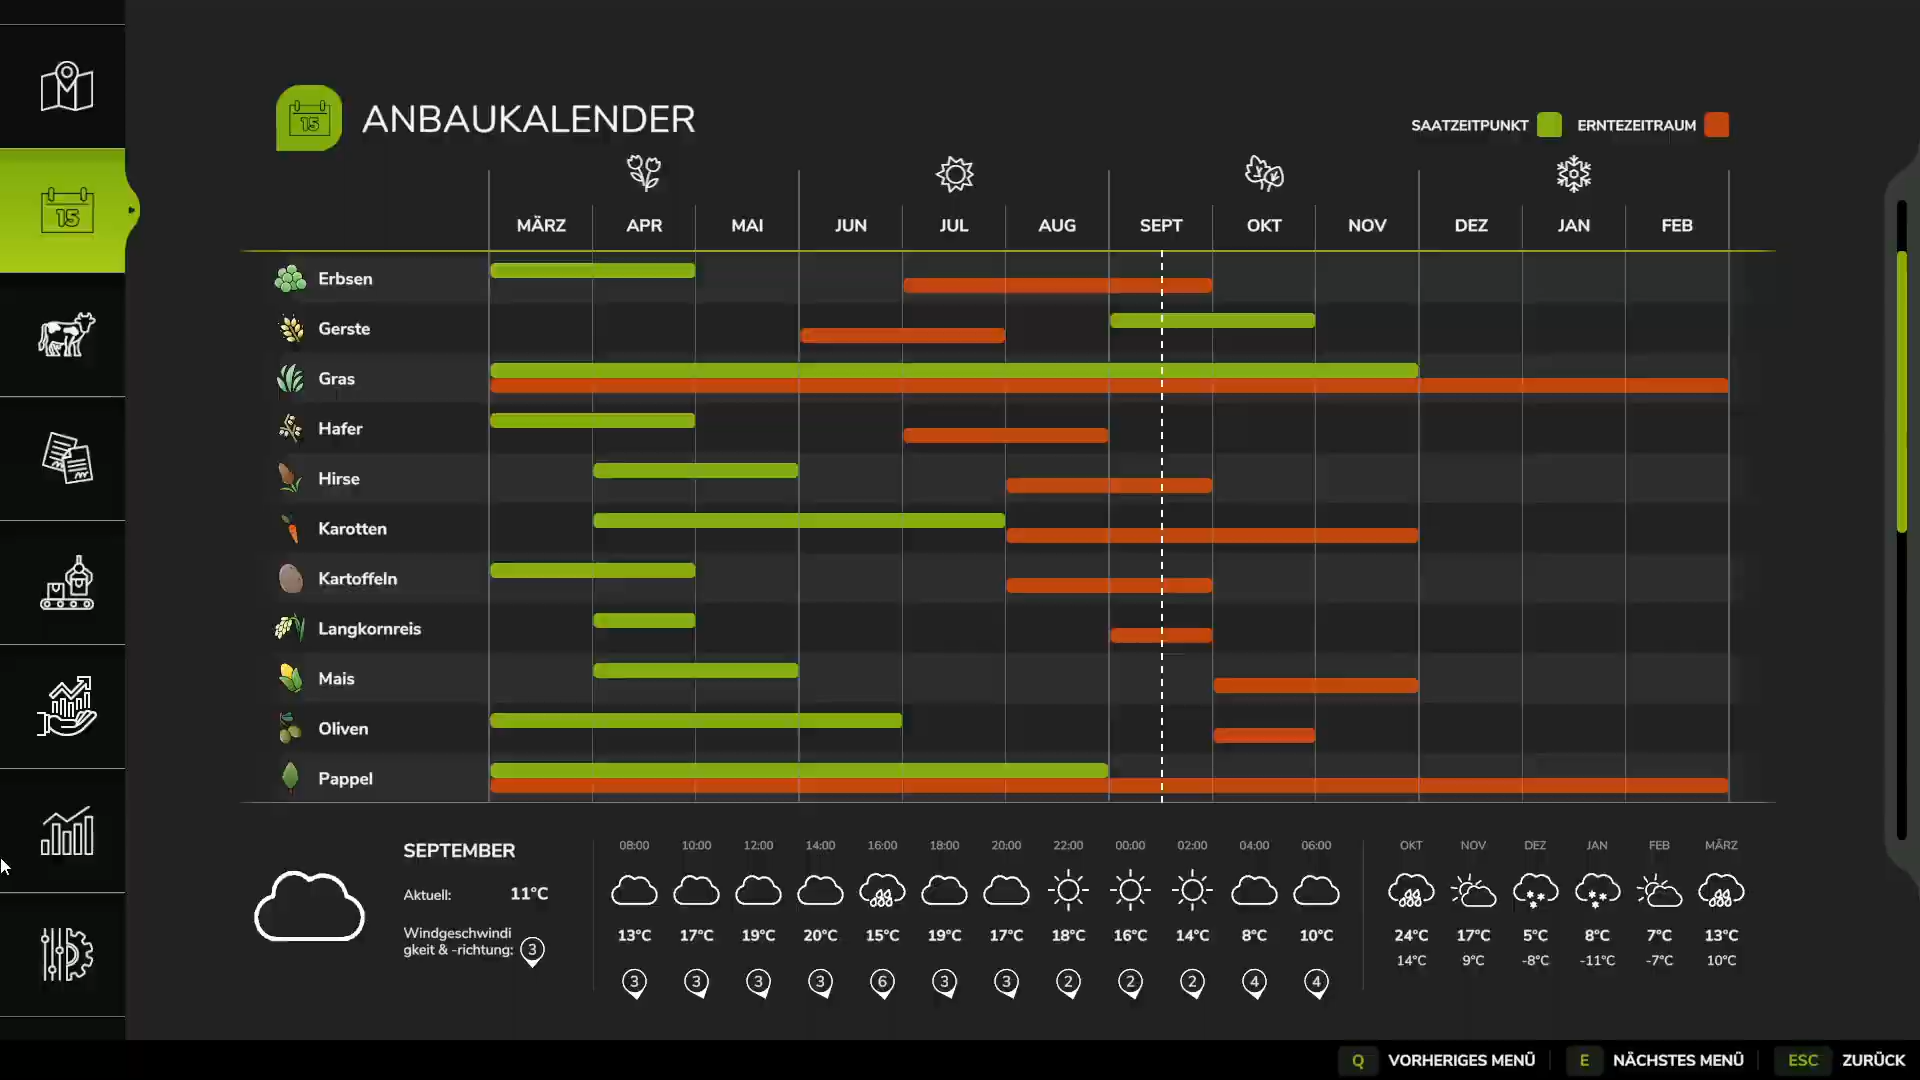 ANBAUKALENDER
SAATZEITPUNKT ERNTEZEITRAUM
MÄRZ APR MAI JUN JUL AUG SEPT OKT NOV DEZ JAN FEB
15
15
Erbsen
Gerste
Gras
Hafer
Hirse
Karotten
Kartoffeln
Langkornreis
Mais
Oliven
Pappel
SEPTEMBER
Aktuell: 11°C
Windgeschwindi
gkeit & -richtung: 3
08:00 10:00 12:00 14:00 16:00 18:00 20:00 22:00 00:00 02:00 04:00 06:00
13°C 17°C 19°C 20°C 15°C 19°C 17°C 18°C 16°C 14°C 8°C 10°C
3 3 3 3 6 3 3 2 2 2 4 4
OKT NOV DEZ JAN FEB MÄRZ
24°C 17°C 5°C 8°C 7°C 13°C
14°C 9°C -8°C -11°C -7°C 10°C
Q VORHERIGES MENÜ E NÄCHSTES MENÜ ESC ZURÜCK